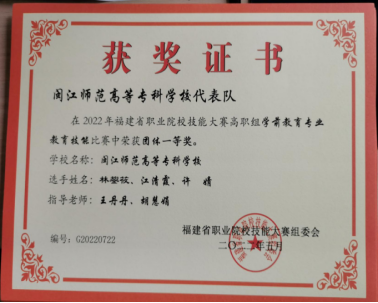 获奖证书
闽江师范高等专科学校代表队
在2022年福建省职业院校技能大赛高职组学前教育专业
教育技能比赛中荣获团体一等奖。
学校名称：闽江师范高等专科学校
选手姓名：林 筱、江清霞、许 婧
指导老师：王丹丹、胡慧娟
福建省职业院校技能大赛组委会
编号：G20220722
二〇二二年五月